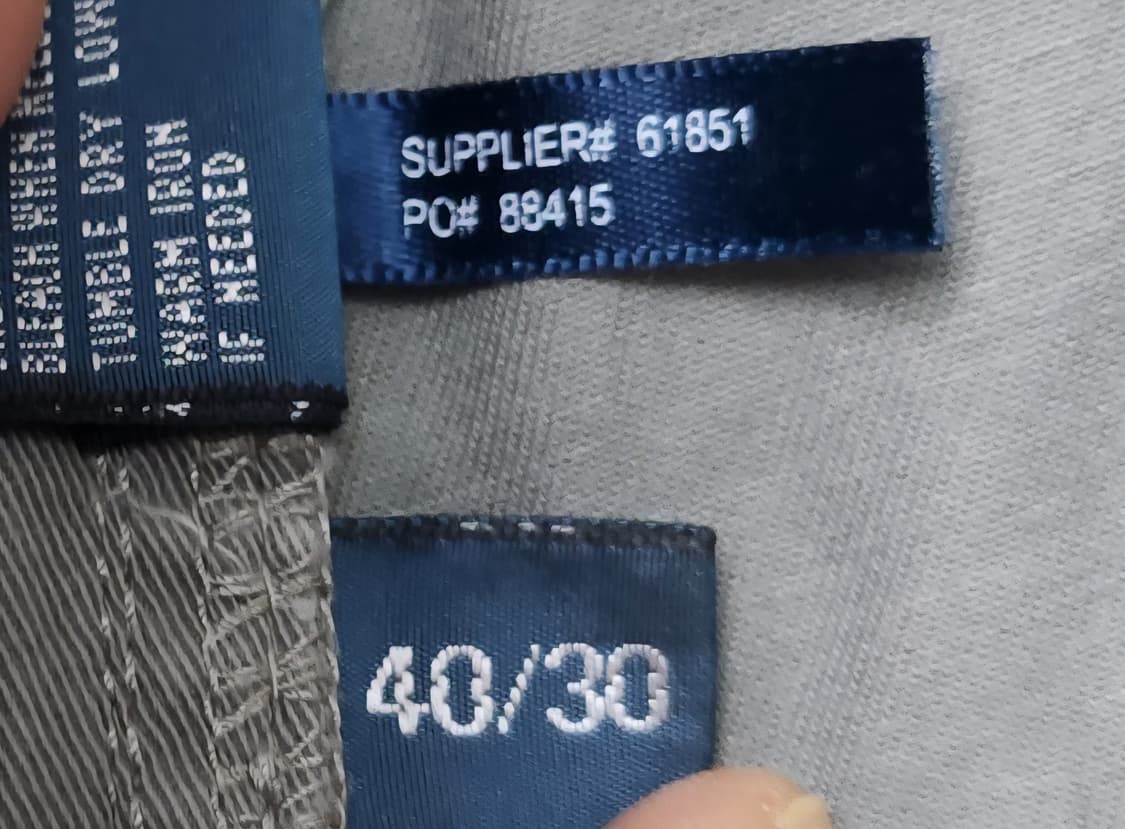 SUPPLIER# 61851
PO# 88415
TUMBLE DRY LOW
WARM IRON
IF NEEDED
40/30